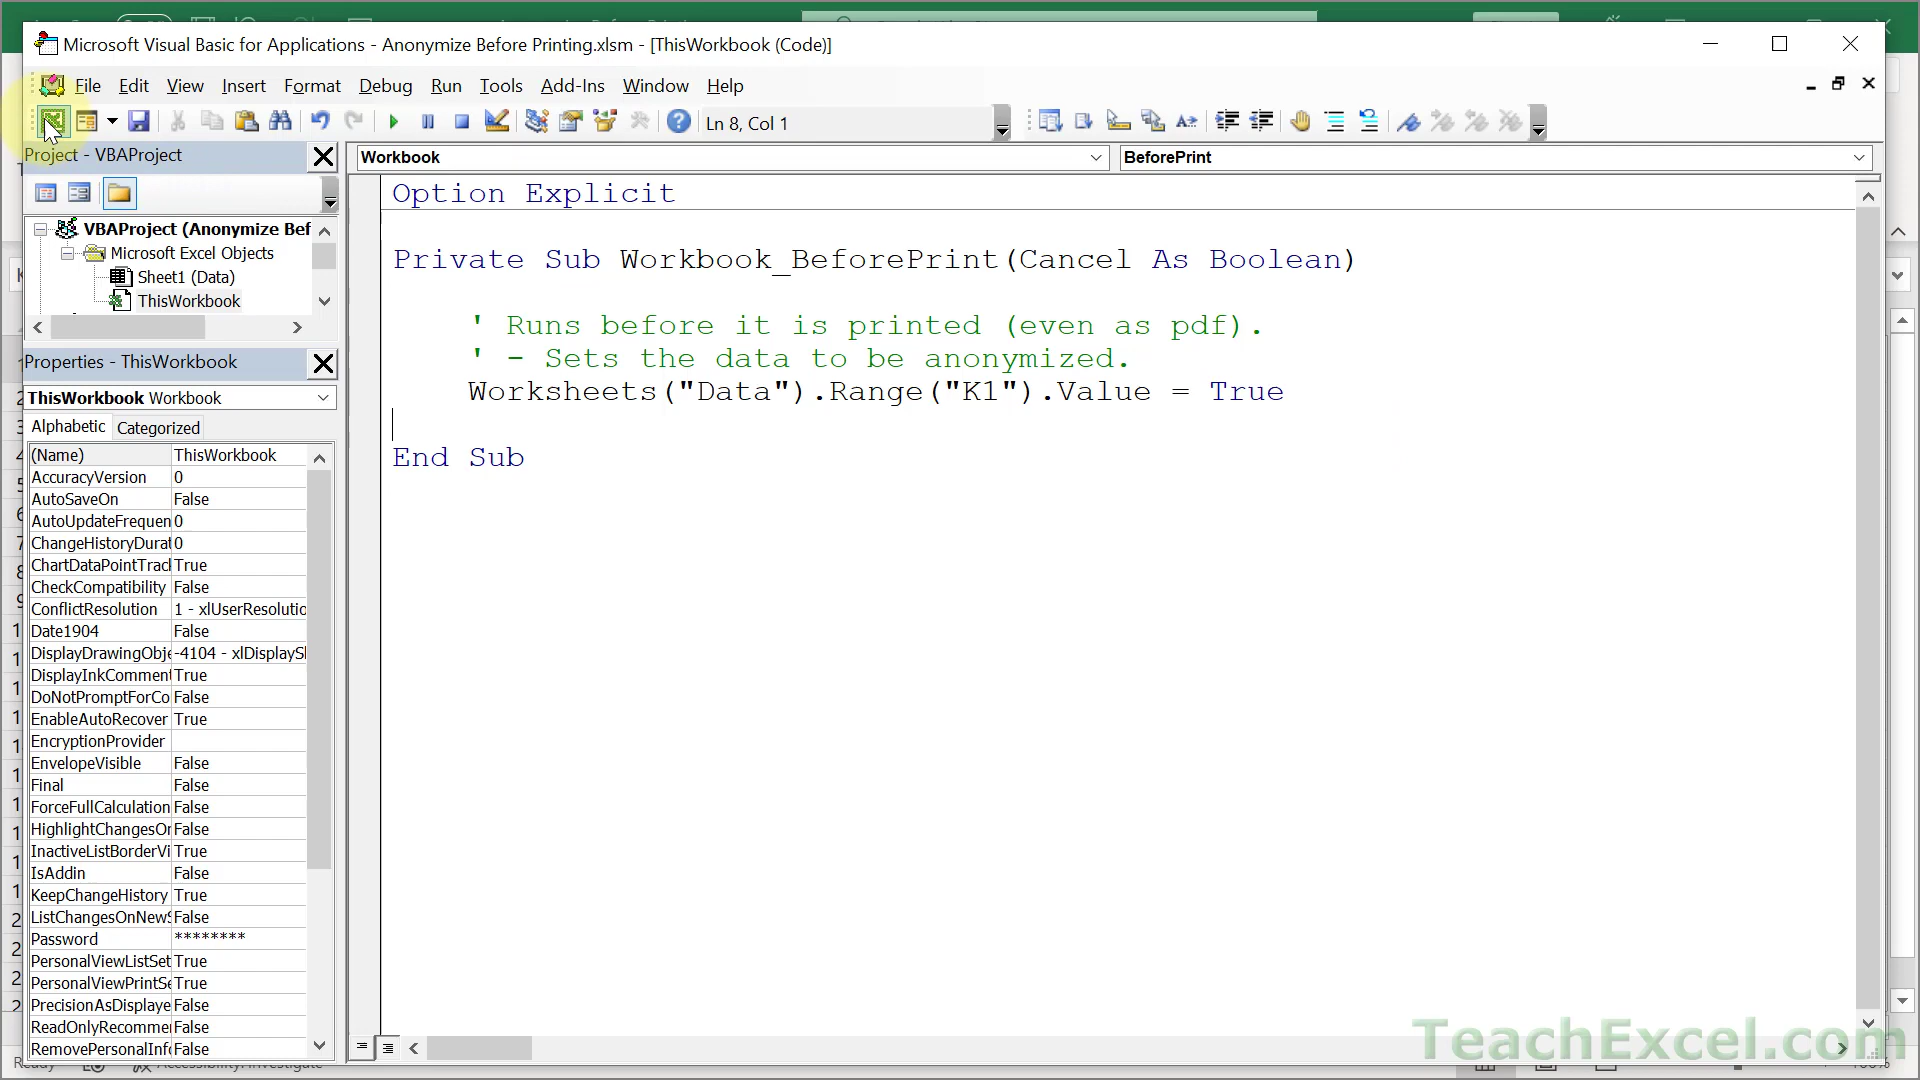 Microsoft Visual Basic for Applications - Anonymize Before Printing.xlsm - [ThisWorkbook (Code)]
File Edit View Insert Format Debug Run Tools Add-Ins Window Help
Ln 8, Col 1
Project - VBAProject
Workbook
BeforePrint
VBAProject (Anonymize Bef
Microsoft Excel Objects
Sheet1 (Data)
ThisWorkbook
Properties - ThisWorkbook
ThisWorkbook Workbook
Alphabetic Categorized
(Name) ThisWorkbook
AccuracyVersion 0
AutoSaveOn False
AutoUpdateFrequen 0
ChangeHistoryDurat 0
ChartDataPointTrac True
CheckCompatibility False
ConflictResolution 1 - xlUserResolutio
Date1904 False
DisplayDrawingObje -4104 - xlDisplaySl
DisplayInkComment True
DoNotPromptForCo False
EnableAutoRecover True
EncryptionProvider
EnvelopeVisible False
Final False
ForceFullCalculation False
HighlightChangesOr False
InactiveListBorderVi True
IsAddin False
KeepChangeHistory True
ListChangesOnNewS False
Password ********
PersonalViewListSet True
PersonalViewPrintSe True
PrecisionAsDisplaye False
ReadOnlyRecommer False
RemovePersonalInfo False
Option Explicit
Private Sub Workbook_BeforePrint(Cancel As Boolean)
' Runs before it is printed (even as pdf).
' - Sets the data to be anonymized.
Worksheets("Data").Range("K1").Value = True
End Sub
TeachExcel.com